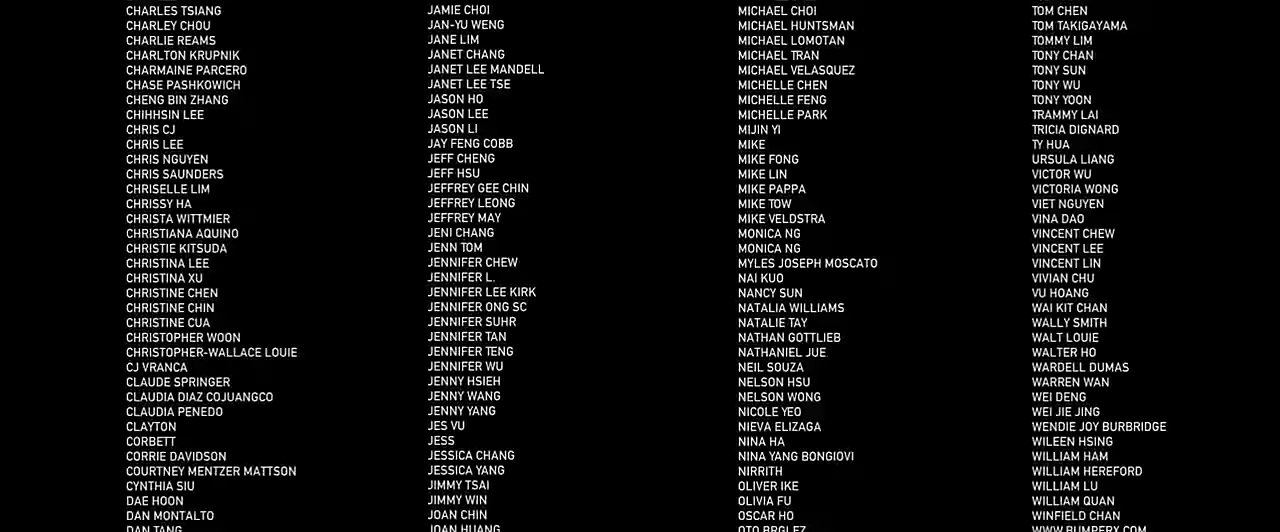 CHARLES TSIANG
CHARLEY CHOU
CHARLIE REAMS
CHARLTON KRUPNIK
CHARMAINE PARCERO
CHASE PASHKOWICH
CHENG BIN ZHANG
CHIHHSIN LEE
CHRIS CJ
CHRIS LEE
CHRIS NGUYEN
CHRIS SAUNDERS
CHRISELLE LIM
CHRISSY HA
CHRISTA WITTMIER
CHRISTIANA AQUINO
CHRISTIE KITSUDA
CHRISTINA LEE
CHRISTINA XU
CHRISTINE CHEN
CHRISTINE CHIN
CHRISTINE CUA
CHRISTOPHER WOON
CHRISTOPHER-WALLACE LOUIE
CJ VRANCA
CLAUDE SPRINGER
CLAUDIA DIAZ COJUANGCO
CLAUDIA PENEDO
CLAYTON
CORBETT
CORRIE DAVIDSON
COURTNEY MENTZER MATTSON
CYNTHIA SIU
DAE HOON
DAN MONTALTO
DAN TANG
JAMIE CHOI
JAN-YU WENG
JANE LIM
JANET CHANG
JANET LEE MANDELL
JANET LEE TSE
JASON HO
JASON LEE
JASON LI
JAY FENG COBB
JEFF CHENG
JEFF HSU
JEFFREY GEE CHIN
JEFFREY LEONG
JEFFREY MAY
JENI CHANG
JENN TOM
JENNIFER CHEW
JENNIFER L.
JENNIFER LEE KIRK
JENNIFER ONG SC
JENNIFER SUHR
JENNIFER TAN
JENNIFER TENG
JENNIFER WU
JENNY HSIEH
JENNY WANG
JENNY YANG
JES VU
JESS
JESSICA CHANG
JESSICA YANG
JIMMY TSAI
JIMMY WIN
JOAN CHIN
JOAN HUANG
MICHAEL CHOI
MICHAEL HUNTSMAN
MICHAEL LOMOTAN
MICHAEL TRAN
MICHAEL VELASQUEZ
MICHELLE CHEN
MICHELLE FENG
MICHELLE PARK
MIJIN YI
MIKE
MIKE FONG
MIKE LIN
MIKE PAPPA
MIKE TOW
MIKE VELDSTRA
MONICA NG
MONICA NG
MYLES JOSEPH MOSCATO
NAI KUO
NANCY SUN
NATALIA WILLIAMS
NATALIE TAY
NATHAN GOTTLIEB
NATHANIEL JUE
NEIL SOUZA
NELSON HSU
NELSON WONG
NICOLE YEO
NIEVA ELIZAGA
NINA HA
NINA YANG BONGIOVI
NIRRITH
OLIVER IKE
OLIVIA FU
OSCAR HO
TOM CHEN
TOM TAKIGAYAMA
TOMMY LIM
TONY CHAN
TONY SUN
TONY WU
TONY YOON
TRAMMY LAI
TRICIA DIGNARD
TY HUA
URSULA LIANG
VICTOR WU
VICTORIA WONG
VIET NGUYEN
VINA DAO
VINCENT CHEW
VINCENT LEE
VINCENT LIN
VIVIAN CHU
VU HOANG
WAI KIT CHAN
WALLY SMITH
WALT LOUIE
WALTER HO
WARDELL DUMAS
WARREN WAN
WEI DENG
WEI JIE JING
WENDIE JOY BURBRIDGE
WILEEN HSING
WILLIAM HAM
WILLIAM HEREFORD
WILLIAM LU
WILLIAM QUAN
WINFIELD CHAN